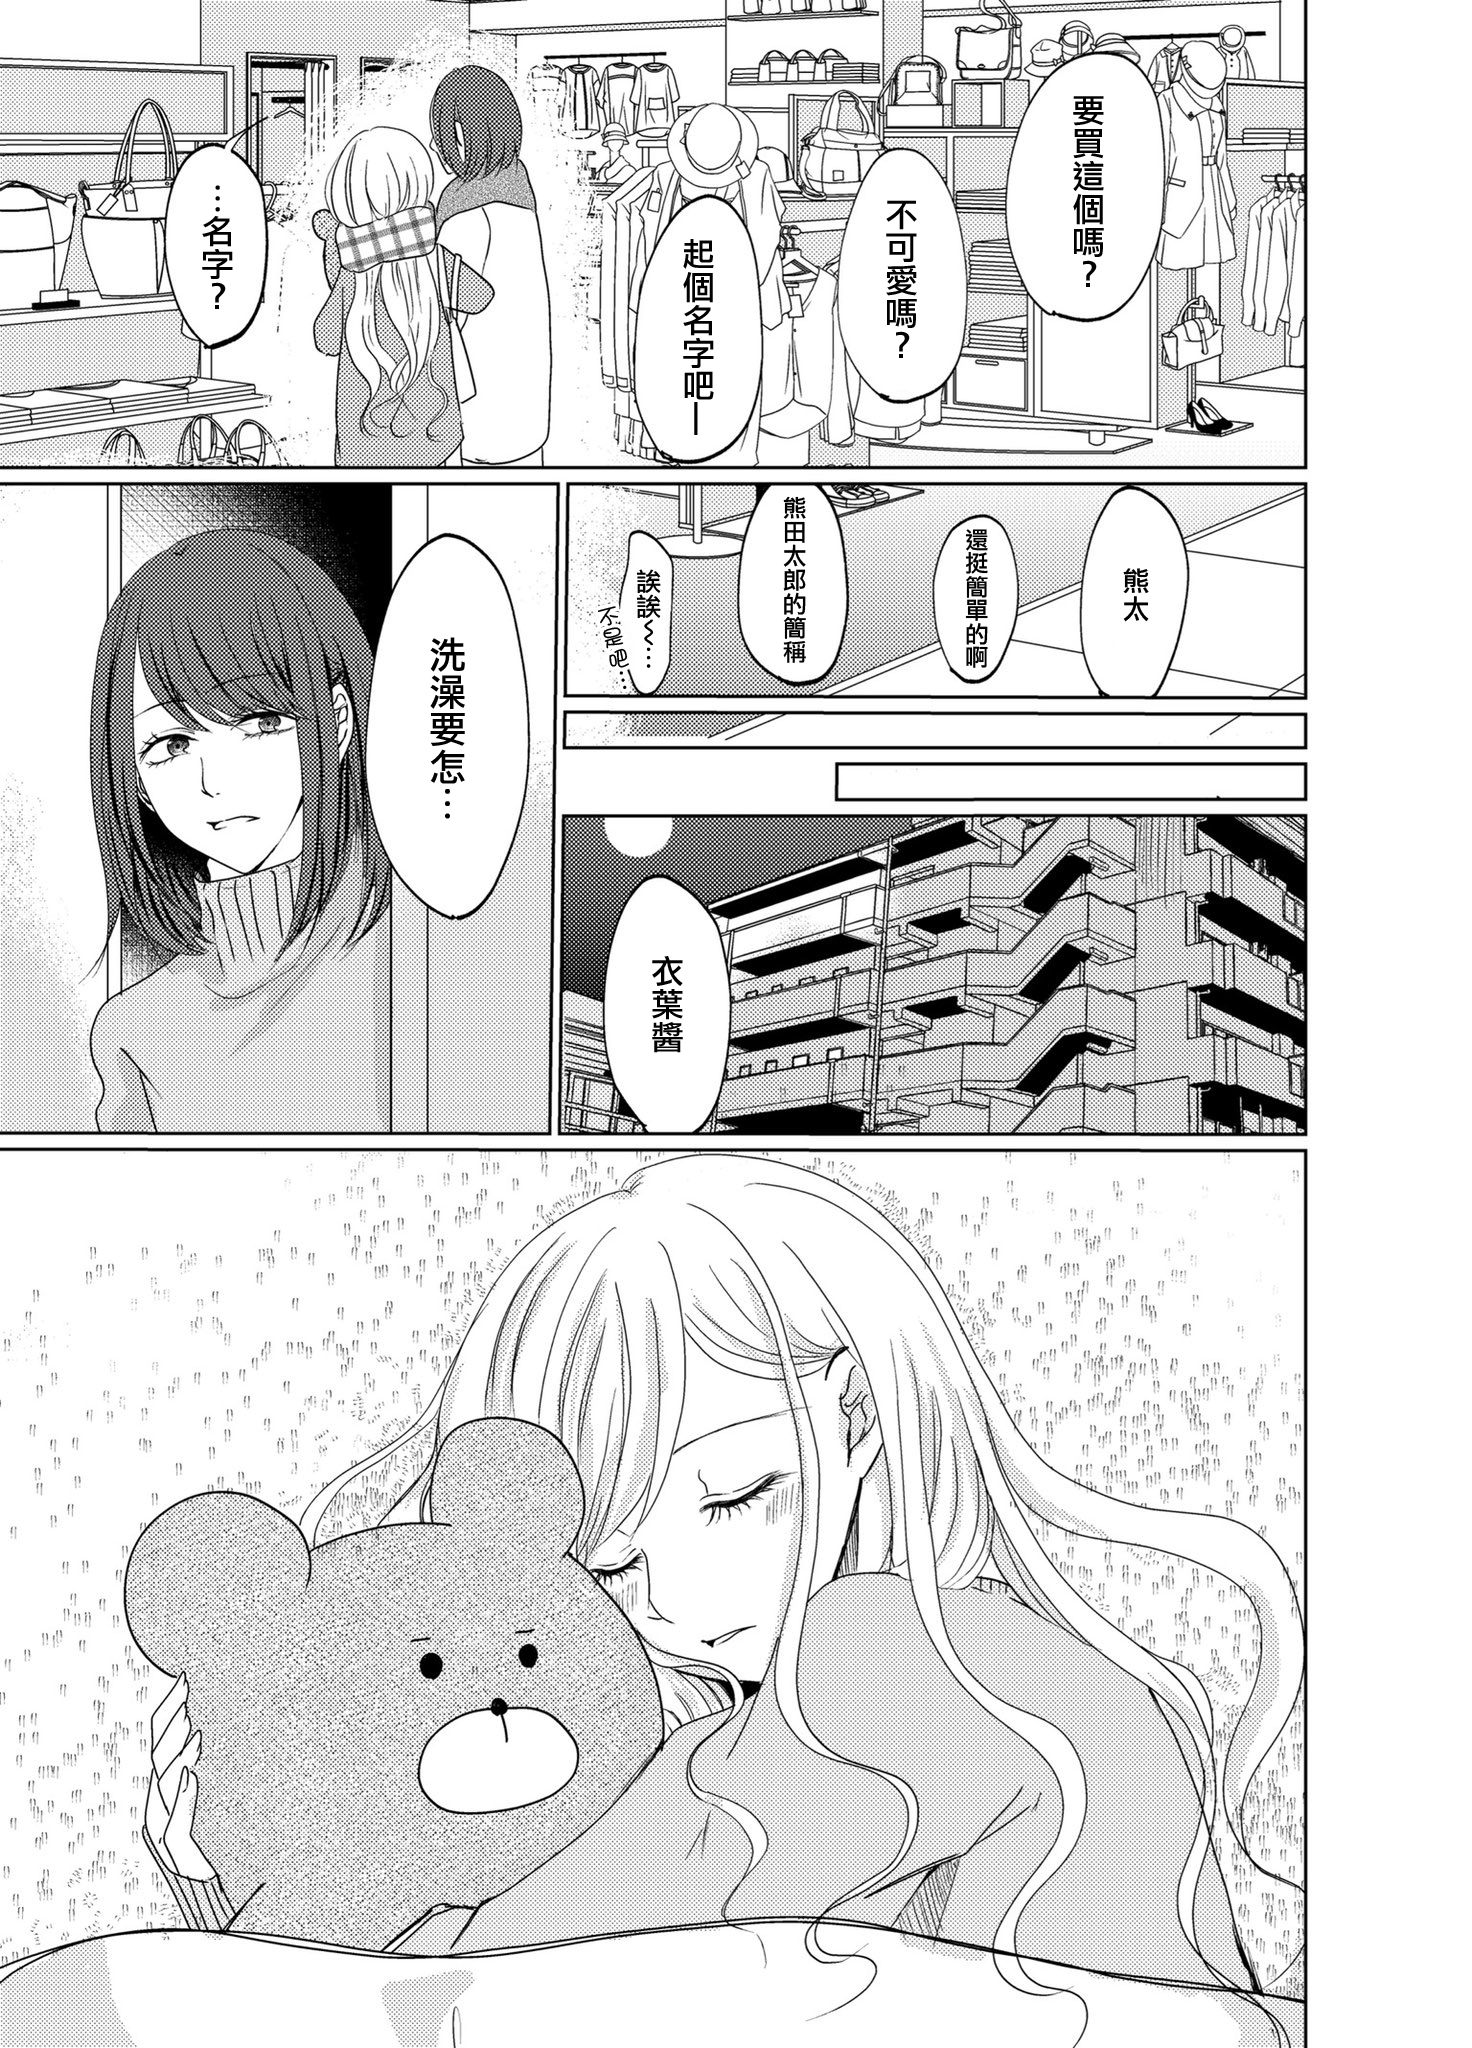 要買這個嗎？
不可愛嗎？
起個名字吧—
…名字？
熊太
還挺簡單的啊
熊田太郎的簡稱
誒誒～…
不是吧…
衣葉醬
洗澡要怎…